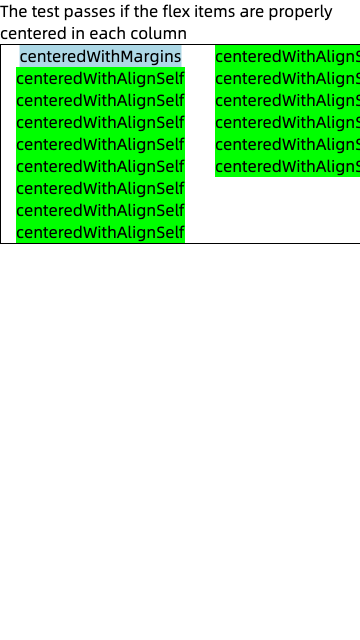 The test passes if the flex items are properly
centered in each column
centeredWithMargins
centeredWithAlignSelf
centeredWithAlignSelf
centeredWithAlignSelf
centeredWithAlignSelf
centeredWithAlignSelf
centeredWithAlignSelf
centeredWithAlignSelf
centeredWithAlignSelf
centeredWithAlignS
centeredWithAlignS
centeredWithAlignS
centeredWithAlignS
centeredWithAlignS
centeredWithAlignS